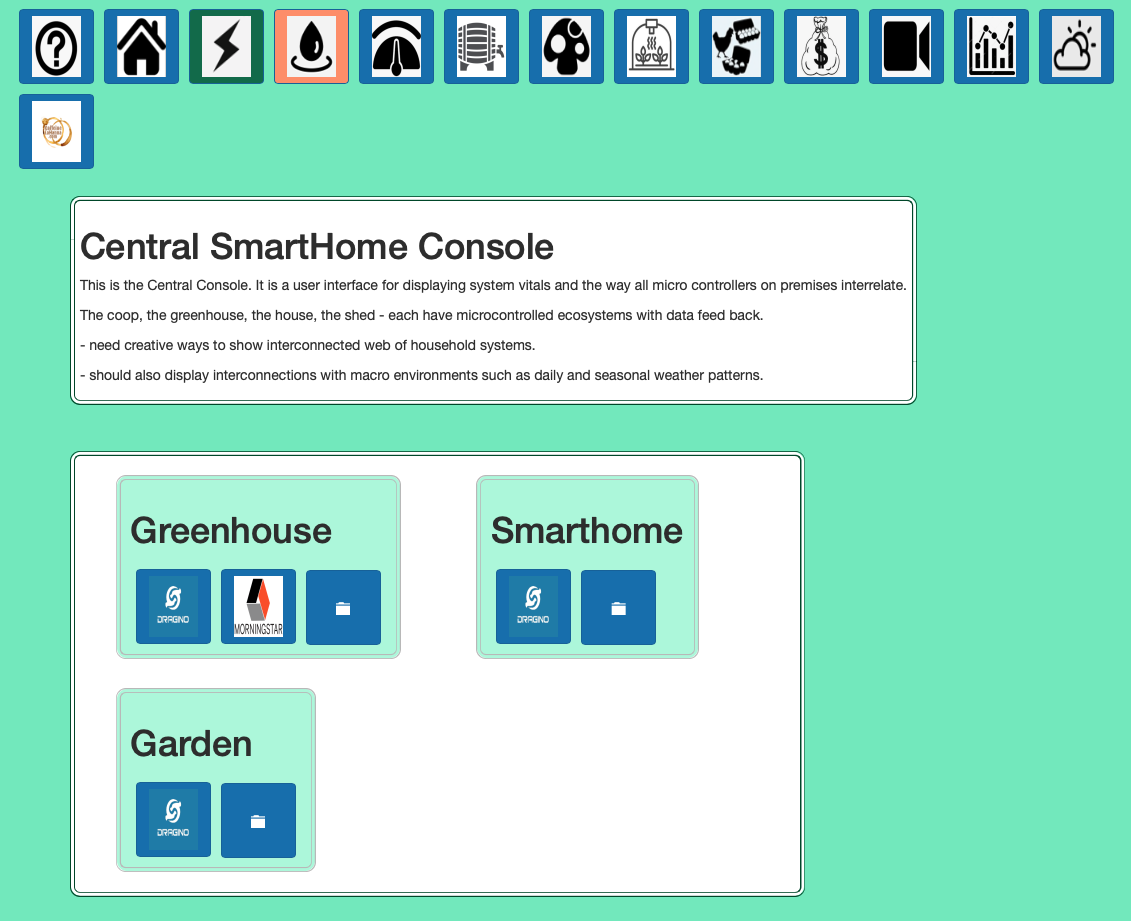 Central SmartHome Console
This is the Central Console. It is a user interface for displaying system vitals and the way all micro controllers on premises interrelate.
The coop, the greenhouse, the house, the shed - each have microcontrolled ecosystems with data feed back.
- need creative ways to show interconnected web of household systems.
- should also display interconnections with macro environments such as daily and seasonal weather patterns.
Greenhouse
DRAGINO
MORNINGSTAR
Smarthome
DRAGINO
Garden
DRAGINO